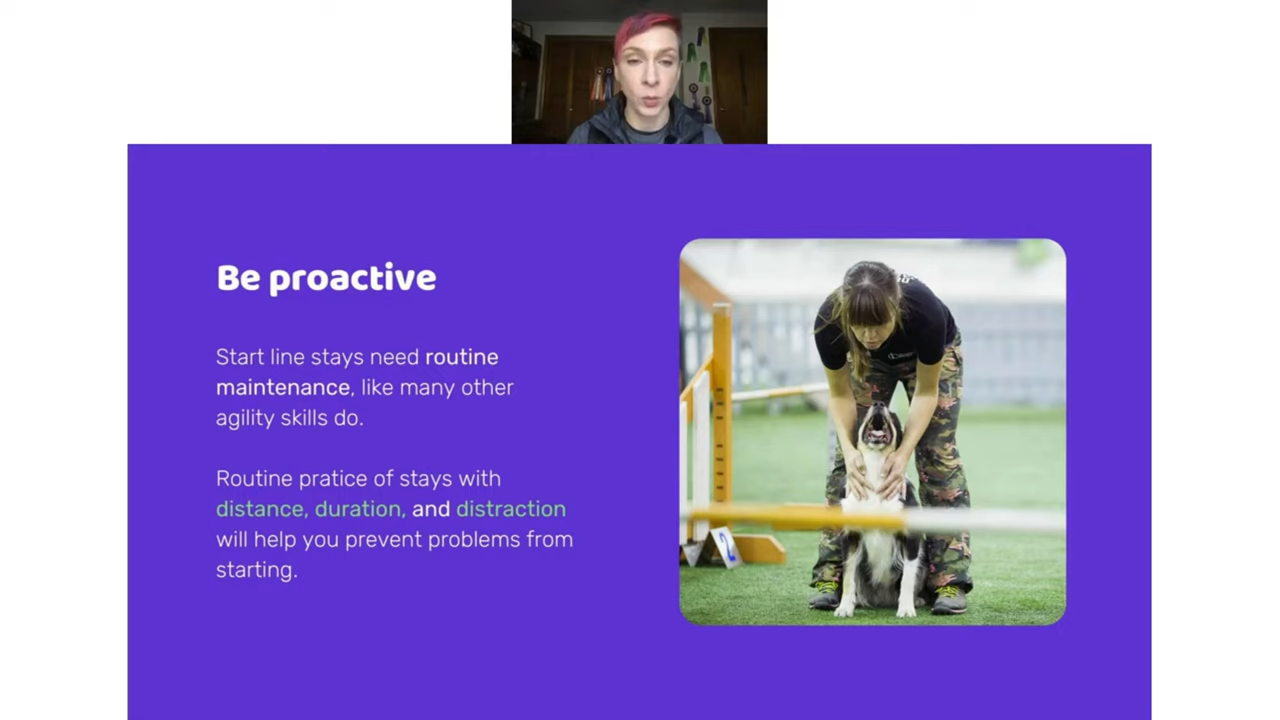 Be proactive
Start line stays need routine
maintenance, like many other
agility skills do.
Routine pratice of stays with
distance, duration, and distraction
will help you prevent problems from
starting.
2